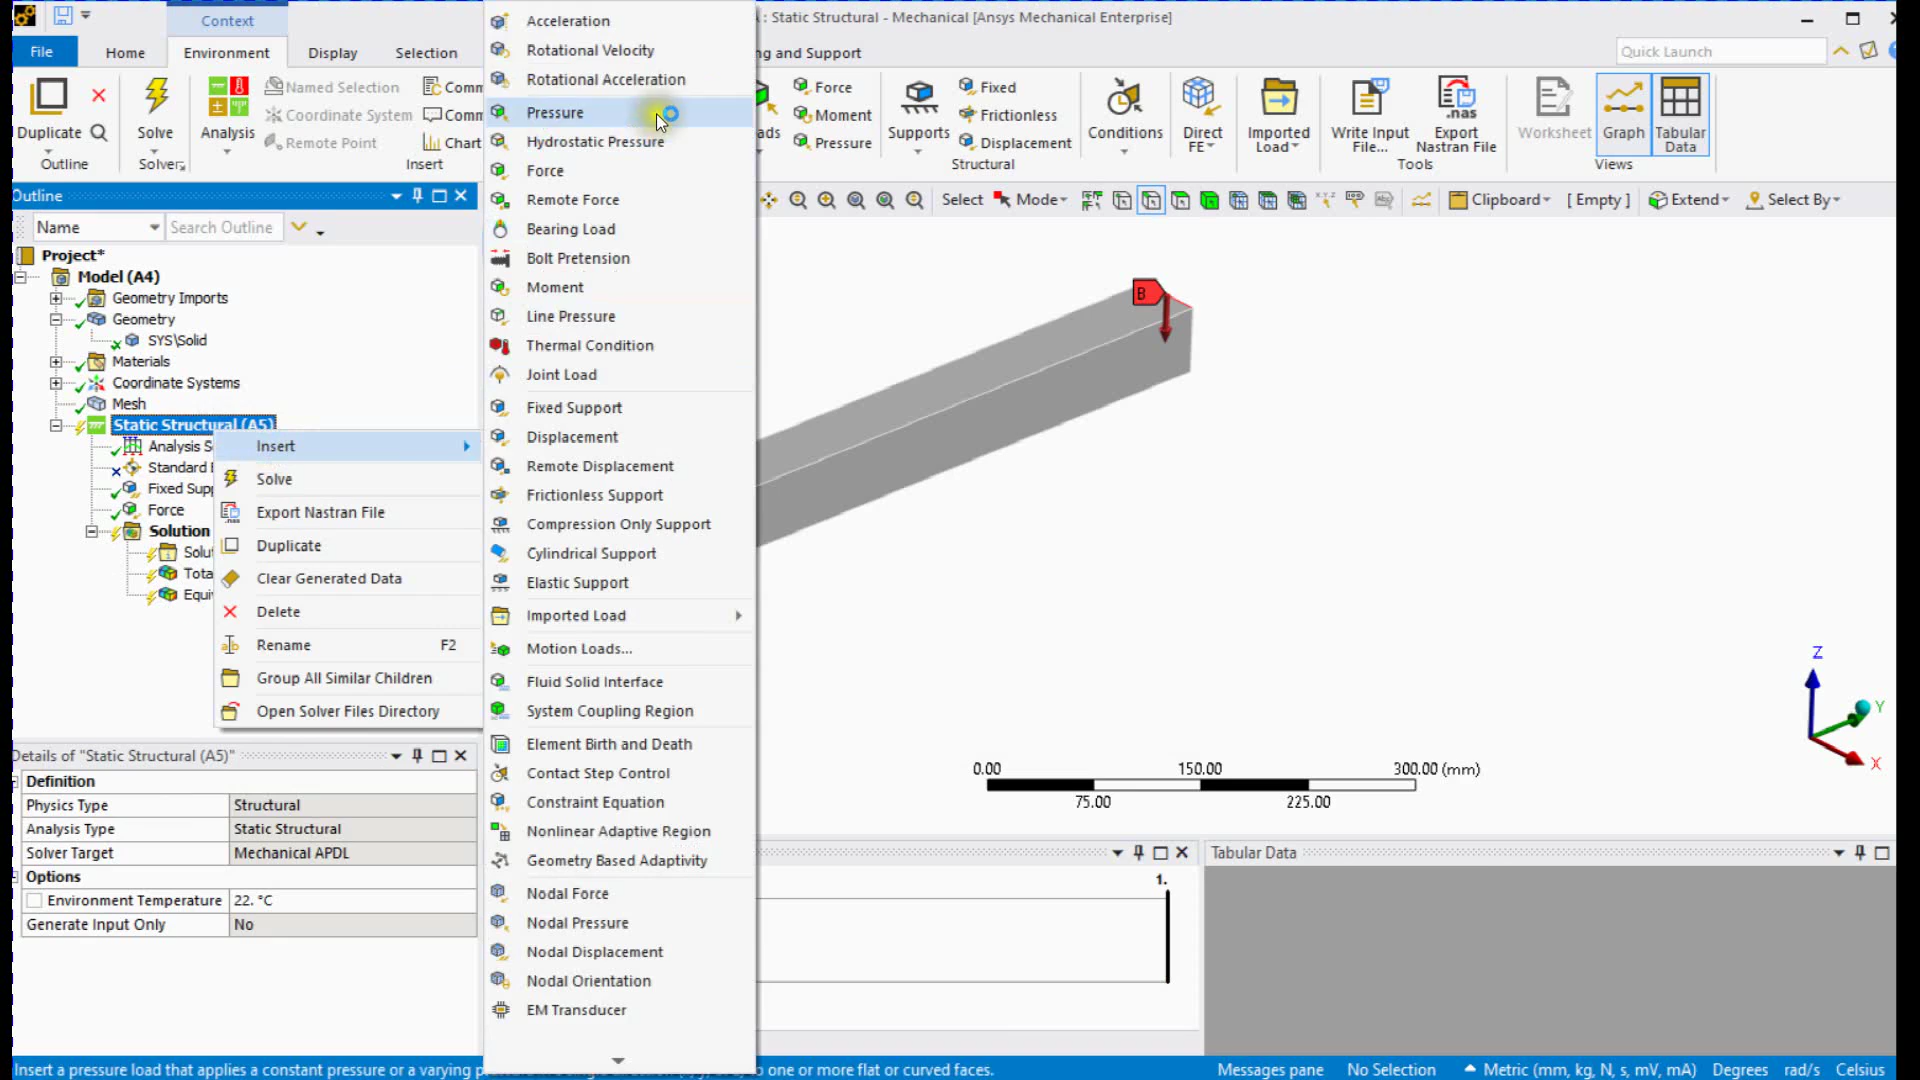 Context
: Static Structural - Mechanical [Ansys Mechanical Enterprise]
File
Home
Environment
Display
Selection
ng and Support
Quick Launch
Duplicate
Outline
Solve
Solver
Analysis
Named Selection
Coordinate System
Remote Point
Comm
Comm
Chart
Insert
ads
Force
Moment
Pressure
Supports
Fixed
Frictionless
Displacement
Structural
Conditions
Direct
FE
Imported
Load
Write Input
File...
Export
Nastran File
Tools
Worksheet
Graph
Tabular
Data
Views
Outline
Name
Search Outline
Select
Mode
Clipboard
[ Empty ]
Extend
Select By
Project*
Model (A4)
Geometry Imports
Geometry
SYS\Solid
Materials
Coordinate Systems
Mesh
Static Structural (A5)
Analysis S
Standard
Fixed Sup
Force
Solution
Solut
Tota
Equi
Insert
Solve
Export Nastran File
Duplicate
Clear Generated Data
Delete
Rename F2
Group All Similar Children
Open Solver Files Directory
Acceleration
Rotational Velocity
Rotational Acceleration
Pressure
Hydrostatic Pressure
Force
Remote Force
Bearing Load
Bolt Pretension
Moment
Line Pressure
Thermal Condition
Joint Load
Fixed Support
Displacement
Remote Displacement
Frictionless Support
Compression Only Support
Cylindrical Support
Elastic Support
Imported Load
Motion Loads...
Fluid Solid Interface
System Coupling Region
Element Birth and Death
Contact Step Control
Constraint Equation
Nonlinear Adaptive Region
Geometry Based Adaptivity
Nodal Force
Nodal Pressure
Nodal Displacement
Nodal Orientation
EM Transducer
B
Z
Y
X
0.00 150.00 300.00 (mm)
75.00 225.00
Details of "Static Structural (A5)"
Definition
Physics Type Structural
Analysis Type Static Structural
Solver Target Mechanical APDL
Options
Environment Temperature 22. °C
Generate Input Only No
1.
Tabular Data
Insert a pressure load that applies a constant pressure or a varying to one or more flat or curved faces.
Messages pane
No Selection
Metric (mm, kg, N, s, mV, mA)
Degrees
rad/s
Celsius